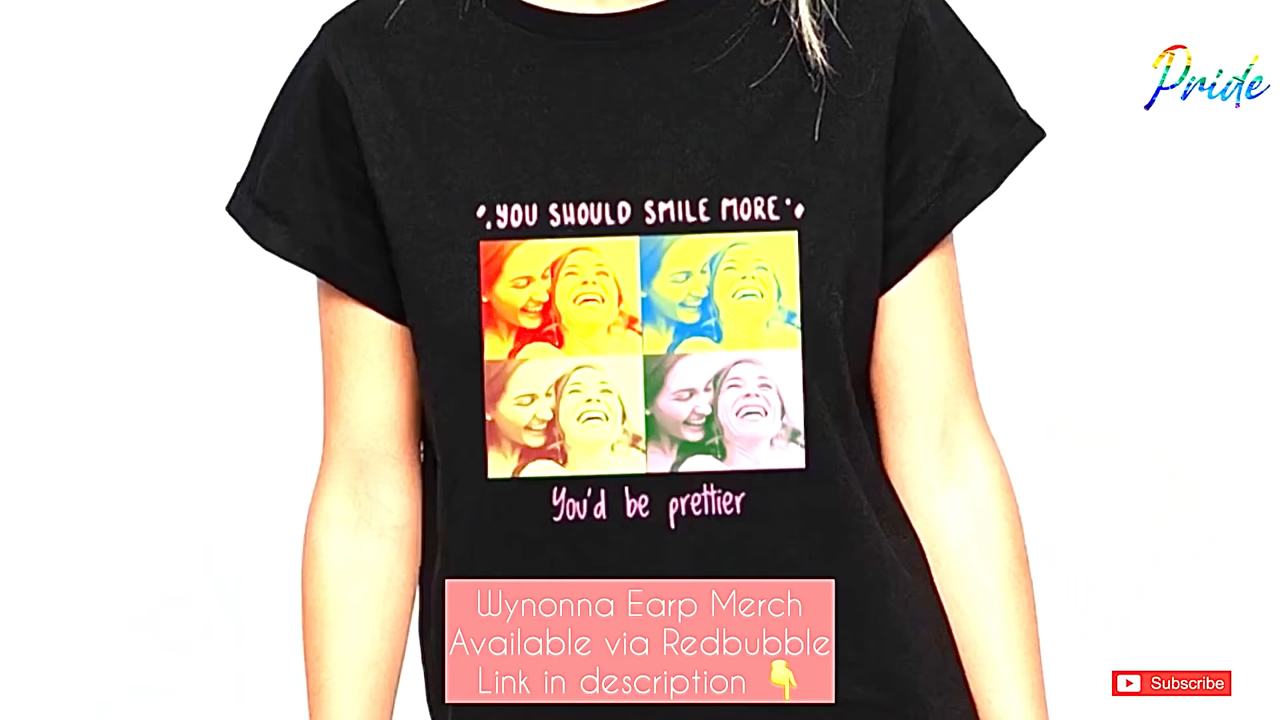 Pride
YOU SHOULD SMILE MORE
You'd be prettier
Wynonna Earp Merch
Available via Redbubble
Link in description 👇
Subscribe